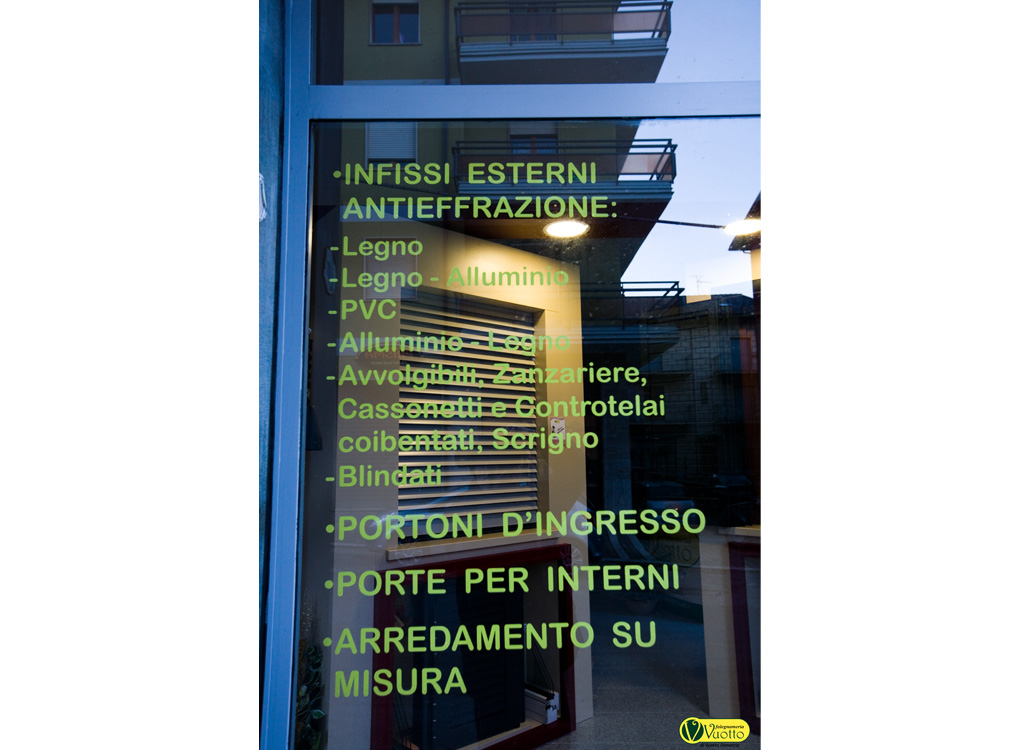 •INFISSI ESTERNI
ANTIEFFRAZIONE:
-Legno
-Legno - Alluminio
-PVC
-Alluminio - Legno
-Avvolgibili, Zanzariere,
Cassonetti e Controtelai
coibentati, Scrigno
-Blindati
•PORTONI D'INGRESSO
•PORTE PER INTERNI
•ARREDAMENTO SU
MISURA
falegnameria
Vuotto